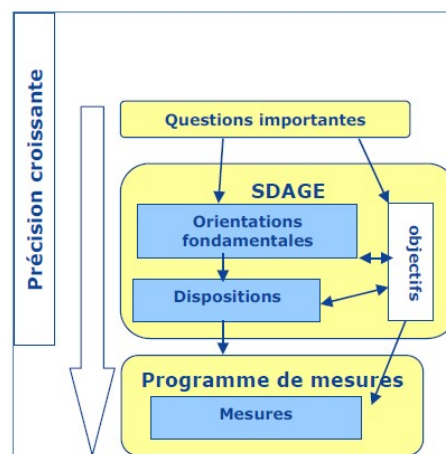 Précision croissante
Questions importantes
SDAGE
Orientations
fondamentales
objectifs
Dispositions
Programme de mesures
Mesures